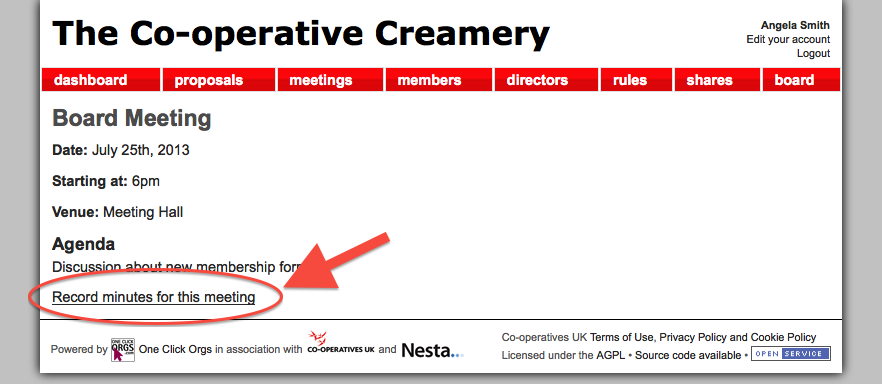 The Co-operative Creamery
Angela Smith
Edit your account
Logout
dashboard proposals meetings members directors rules shares board
Board Meeting
Date: July 25th, 2013
Starting at: 6pm
Venue: Meeting Hall
Agenda
Discussion about new membership for
Record minutes for this meeting
Powered by ONE CLICK ORGS .com One Click Orgs in association with CO-OPERATIVES UK and Nesta...
Co-operatives UK Terms of Use, Privacy Policy and Cookie Policy
Licensed under the AGPL • Source code available • OPEN SERVICE